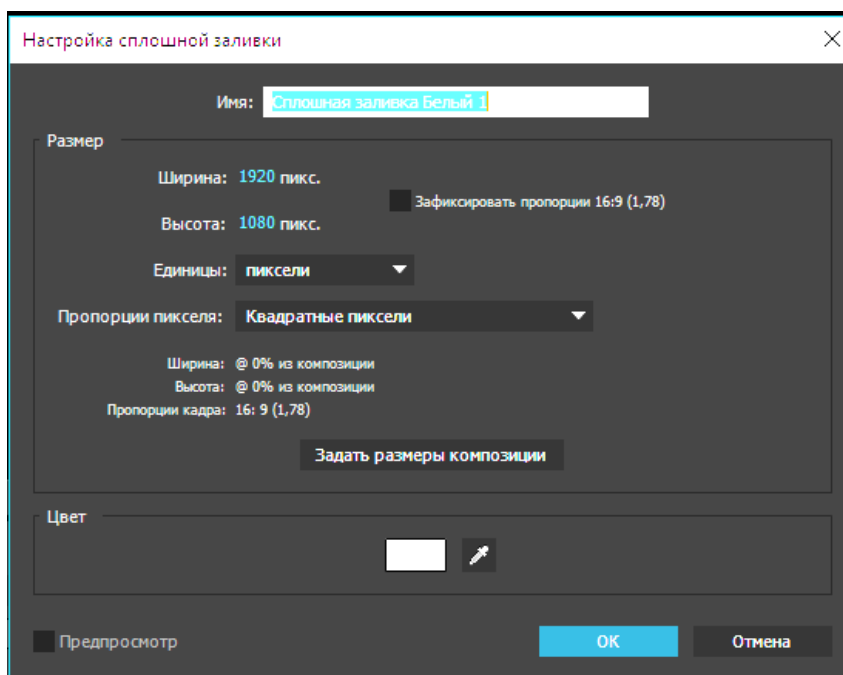 Настройка сплошной заливки
Имя: Сплошная заливка Белый 1
Размер
Ширина: 1920 пикс.
Зафиксировать пропорции 16:9 (1,78)
Высота: 1080 пикс.
Единицы: пиксели
Пропорции пикселя: Квадратные пиксели
Ширина: @ 0% из композиции
Высота: @ 0% из композиции
Пропорции кадра: 16: 9 (1,78)
Задать размеры композиции
Цвет
Предпросмотр
ОК
Отмена